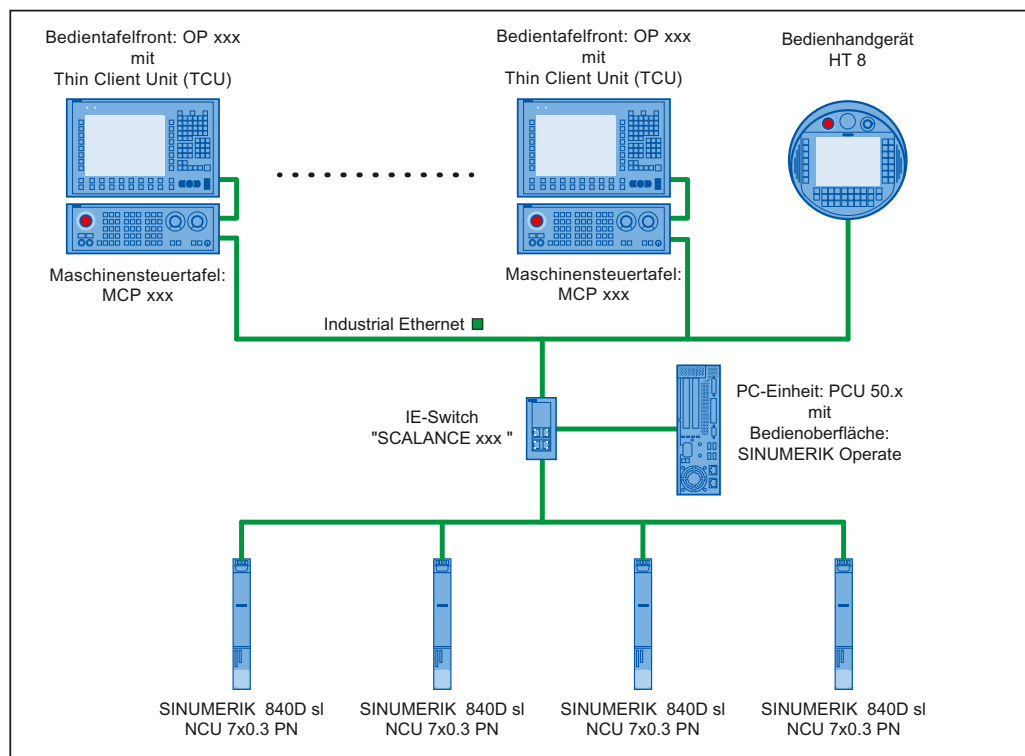 Bedientafelfront: OP xxx
mit
Thin Client Unit (TCU)
Bedientafelfront: OP xxx
mit
Thin Client Unit (TCU)
Bedienhandgerät
HT 8
Maschinensteuertafel:
MCP xxx
Maschinensteuertafel:
MCP xxx
Industrial Ethernet
IE-Switch
"SCALANCE xxx "
PC-Einheit: PCU 50.x
mit
Bedienoberfläche:
SINUMERIK Operate
SINUMERIK 840D sl
NCU 7x0.3 PN
SINUMERIK 840D sl
NCU 7x0.3 PN
SINUMERIK 840D sl
NCU 7x0.3 PN
SINUMERIK 840D sl
NCU 7x0.3 PN